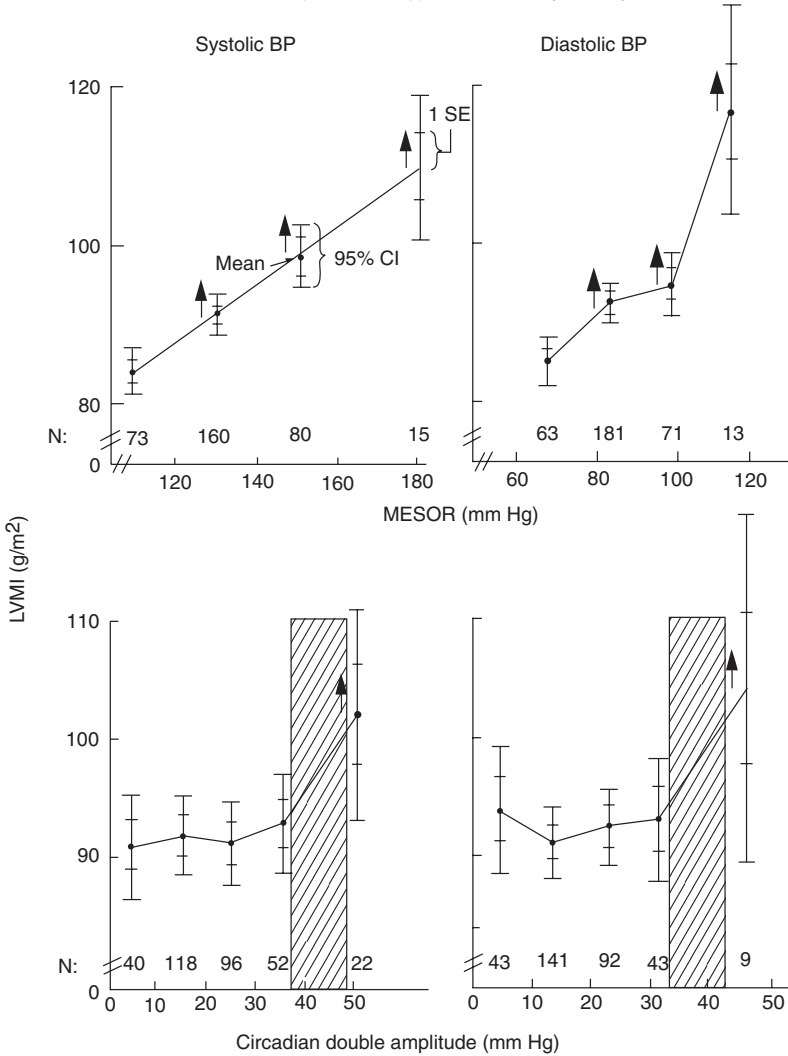 Systolic BP
Diastolic BP
120
100
80
0
1 SE
Mean
95% CI
N: 73 160 80 15
63 181 71 13
120 140 160 180
60 80 100 120
MESOR (mm Hg)
LVMI (g/m2)
110
100
90
0
N: 40 118 96 52 22
43 141 92 43 9
0 10 20 30 40 50
0 10 20 30 40 50
Circadian double amplitude (mm Hg)